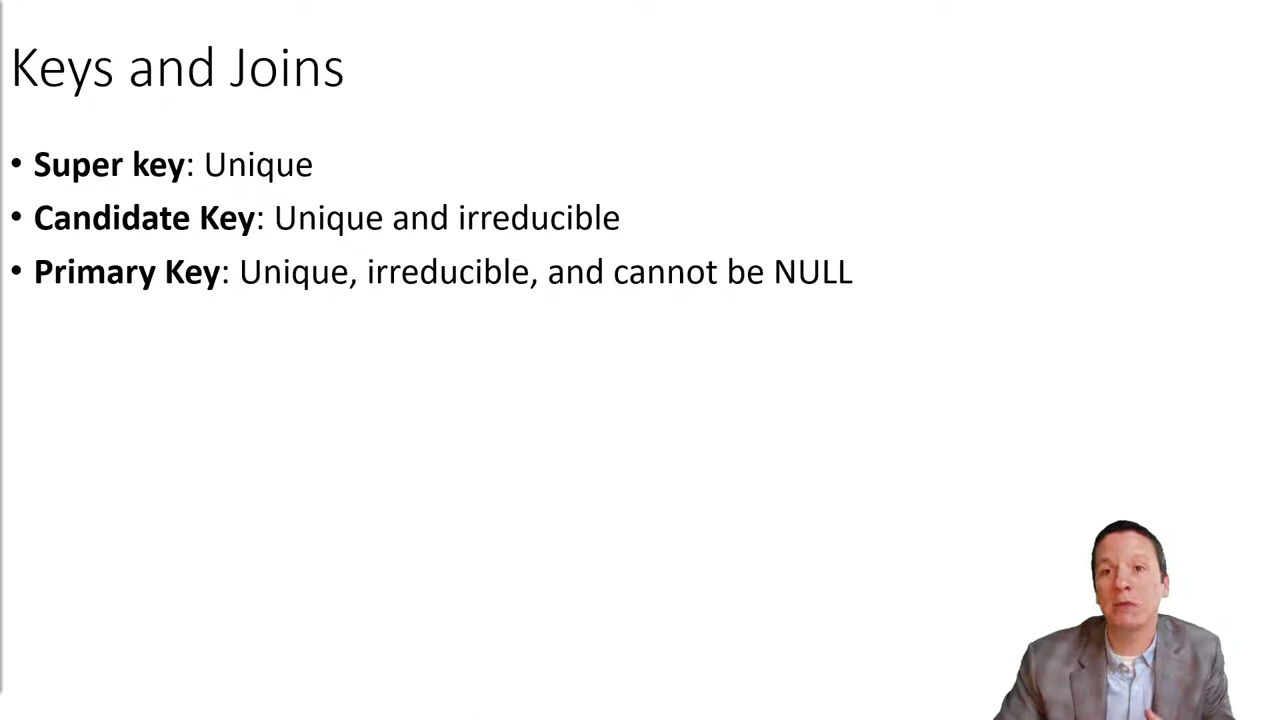 Keys and Joins
• Super key: Unique
• Candidate Key: Unique and irreducible
• Primary Key: Unique, irreducible, and cannot be NULL